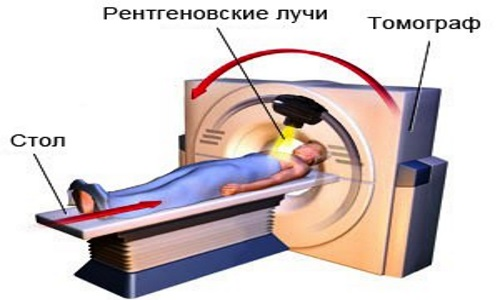 Рентгеновские лучи
Томограф
Стол